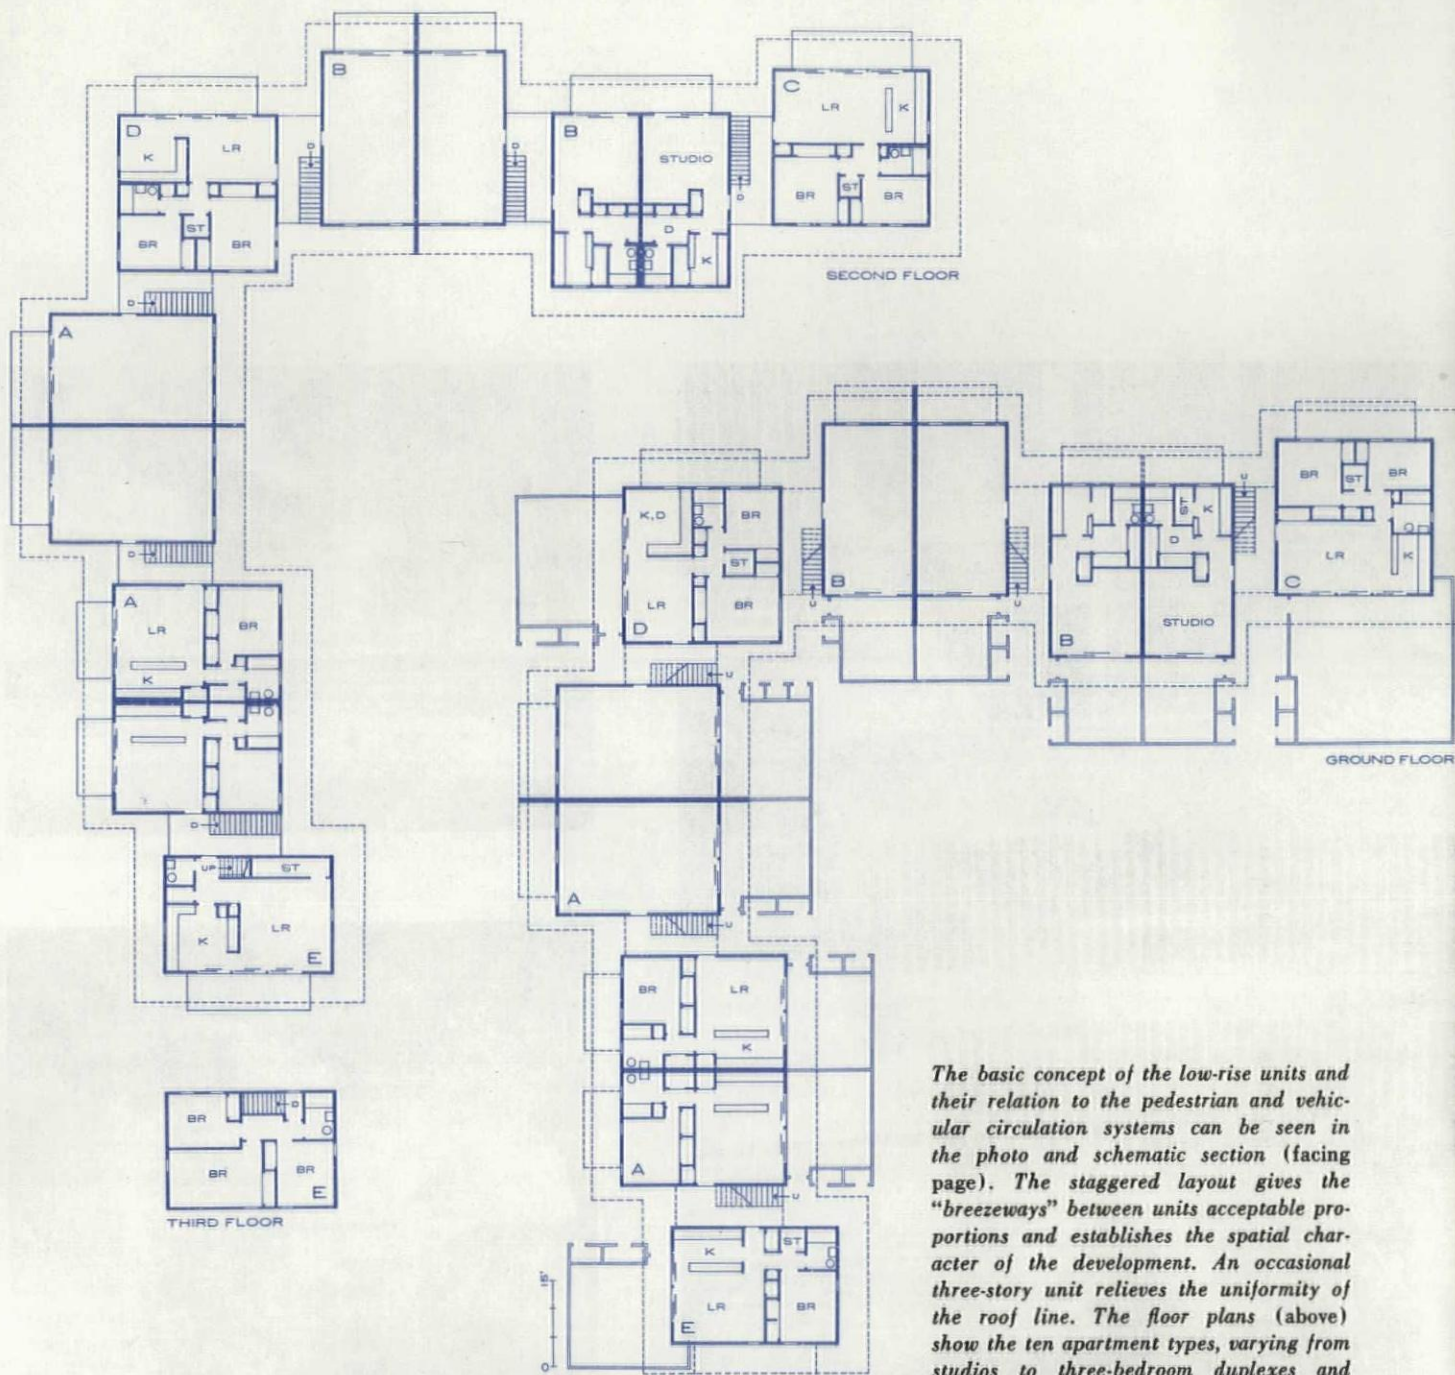 B
C
LR
K
D
K
LR
B
STUDIO
D
D
D
BR
ST
BR
BR
ST
BR
D
K
SECOND FLOOR
D
A
D
A
LR
BR
K
D
UP
ST
K
LR
E
BR
D
BR
BR
E
THIRD FLOOR
K,D
BR
ST
LR
BR
D
B
U
U
ST
K
D
U
B
STUDIO
BR
ST
BR
LR
K
C
GROUND FLOOR
U
A
U
BR
LR
K
A
U
K
ST
LR
BR
E
15'
0
The basic concept of the low-rise units and
their relation to the pedestrian and vehic-
ular circulation systems can be seen in
the photo and schematic section (facing
page). The staggered layout gives the
"breezeways" between units acceptable pro-
portions and establishes the spatial char-
acter of the development. An occasional
three-story unit relieves the uniformity of
the roof line. The floor plans (above)
show the ten apartment types, varying from
studios to three-bedroom duplexes and